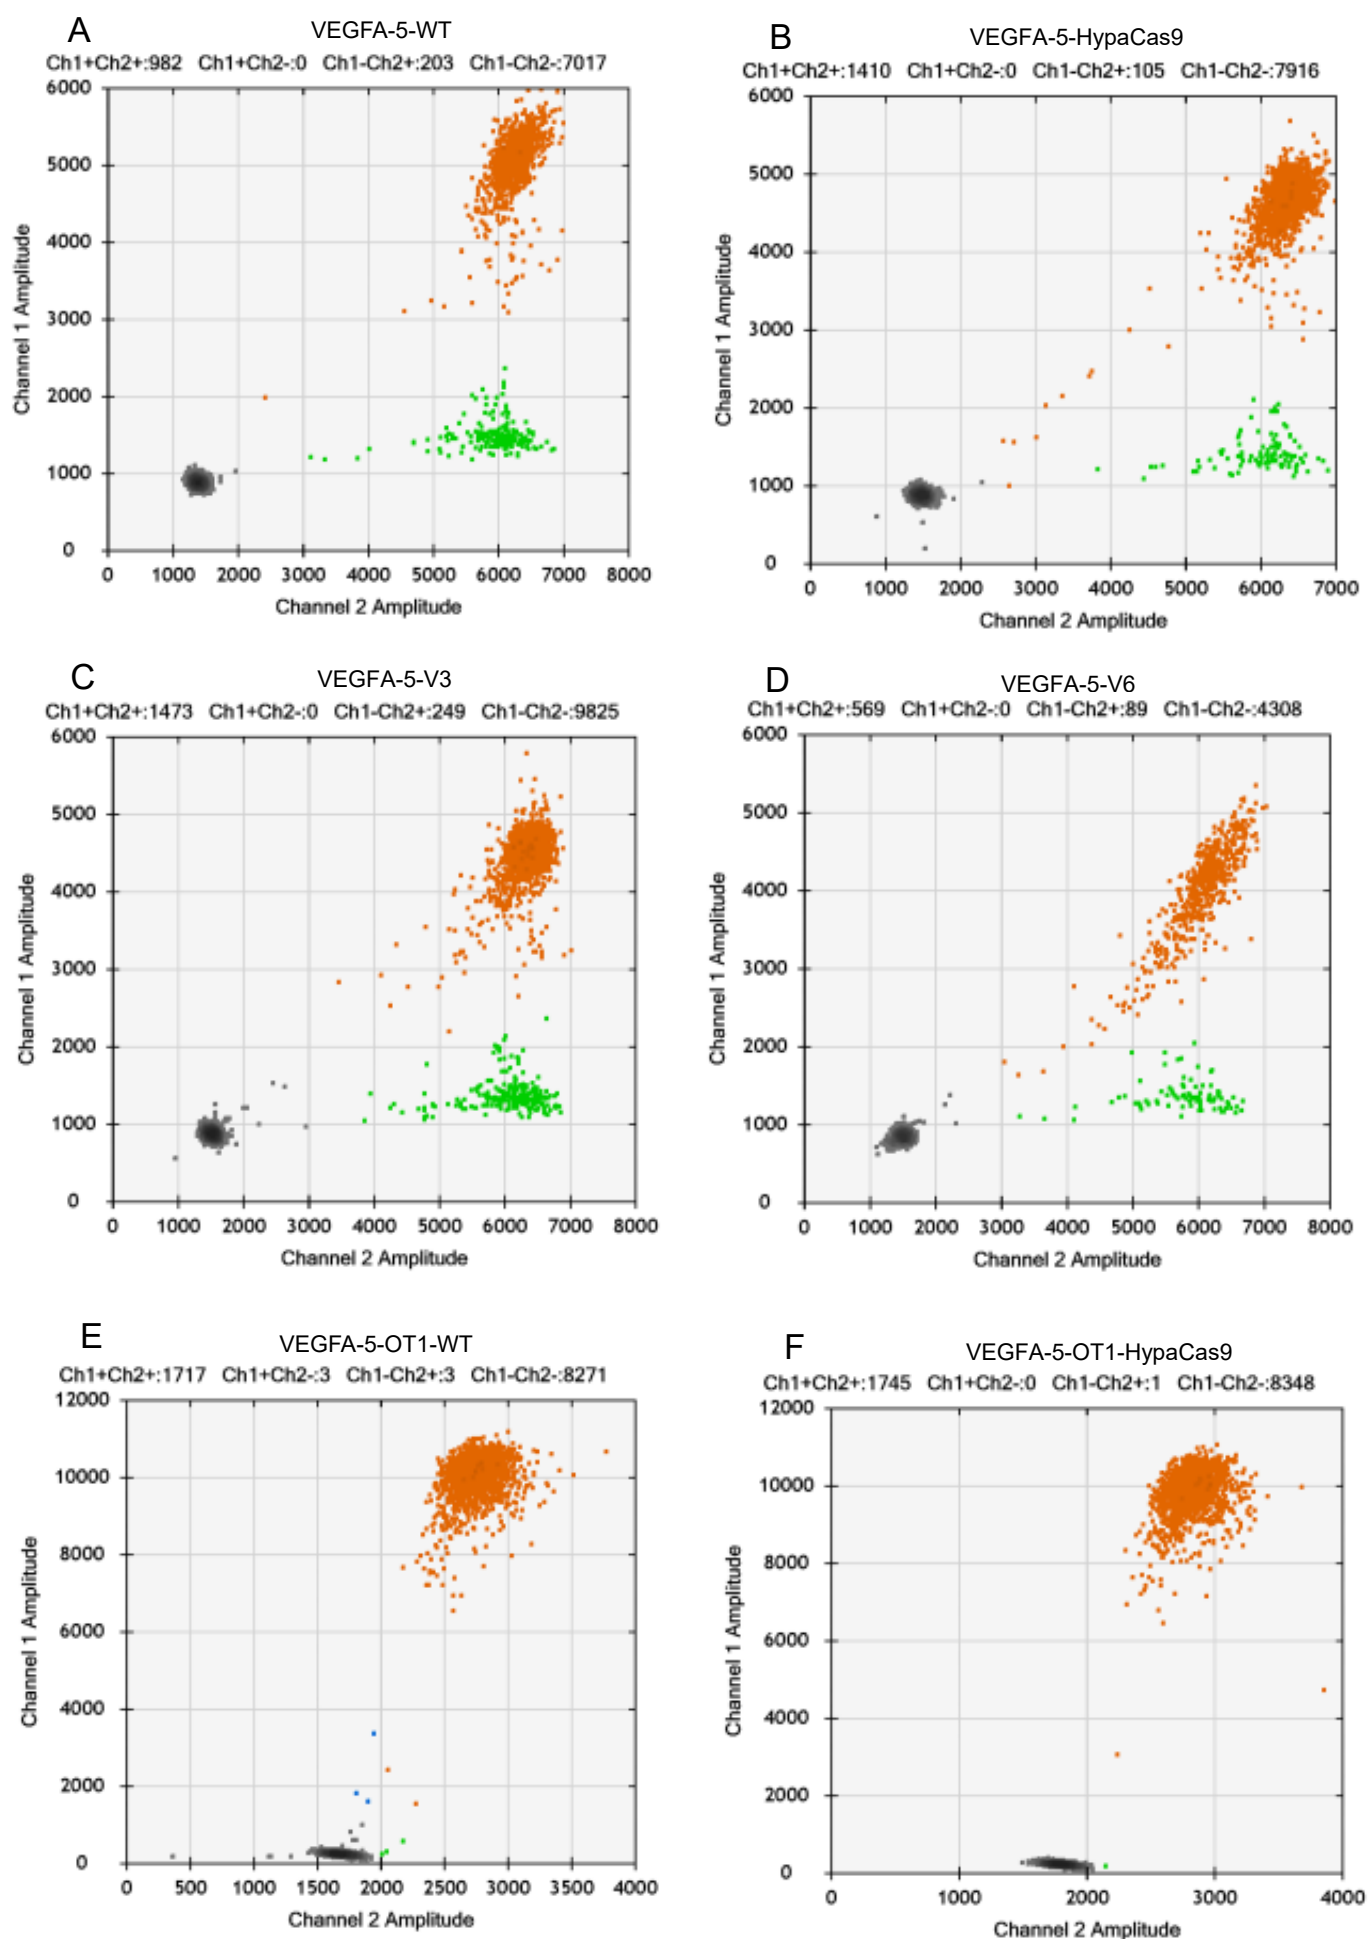 A
VEGFA-5-WT
Ch1+Ch2+:982 Ch1+Ch2-:0 Ch1-Ch2+:203 Ch1-Ch2-:7017
6000
5000
4000
3000
2000
1000
0
Channel 1 Amplitude
0 1000 2000 3000 4000 5000 6000 7000 8000
Channel 2 Amplitude
B
VEGFA-5-HypaCas9
Ch1+Ch2+:1410 Ch1+Ch2-:0 Ch1-Ch2+:105 Ch1-Ch2-:7916
6000
5000
4000
3000
2000
1000
0
Channel 1 Amplitude
0 1000 2000 3000 4000 5000 6000 7000
Channel 2 Amplitude
C
VEGFA-5-V3
Ch1+Ch2+:1473 Ch1+Ch2-:0 Ch1-Ch2+:249 Ch1-Ch2-:9825
6000
5000
4000
3000
2000
1000
0
Channel 1 Amplitude
0 1000 2000 3000 4000 5000 6000 7000 8000
Channel 2 Amplitude
D
VEGFA-5-V6
Ch1+Ch2+:569 Ch1+Ch2-:0 Ch1-Ch2+:89 Ch1-Ch2-:4308
6000
5000
4000
3000
2000
1000
0
Channel 1 Amplitude
0 1000 2000 3000 4000 5000 6000 7000 8000
Channel 2 Amplitude
E
VEGFA-5-OT1-WT
Ch1+Ch2+:1717 Ch1+Ch2-:3 Ch1-Ch2+:3 Ch1-Ch2-:8271
12000
10000
8000
6000
4000
2000
0
Channel 1 Amplitude
0 500 1000 1500 2000 2500 3000 3500 4000
Channel 2 Amplitude
F
VEGFA-5-OT1-HypaCas9
Ch1+Ch2+:1745 Ch1+Ch2-:0 Ch1-Ch2+:1 Ch1-Ch2-:8348
12000
10000
8000
6000
4000
2000
0
Channel 1 Amplitude
0 1000 2000 3000 4000
Channel 2 Amplitude